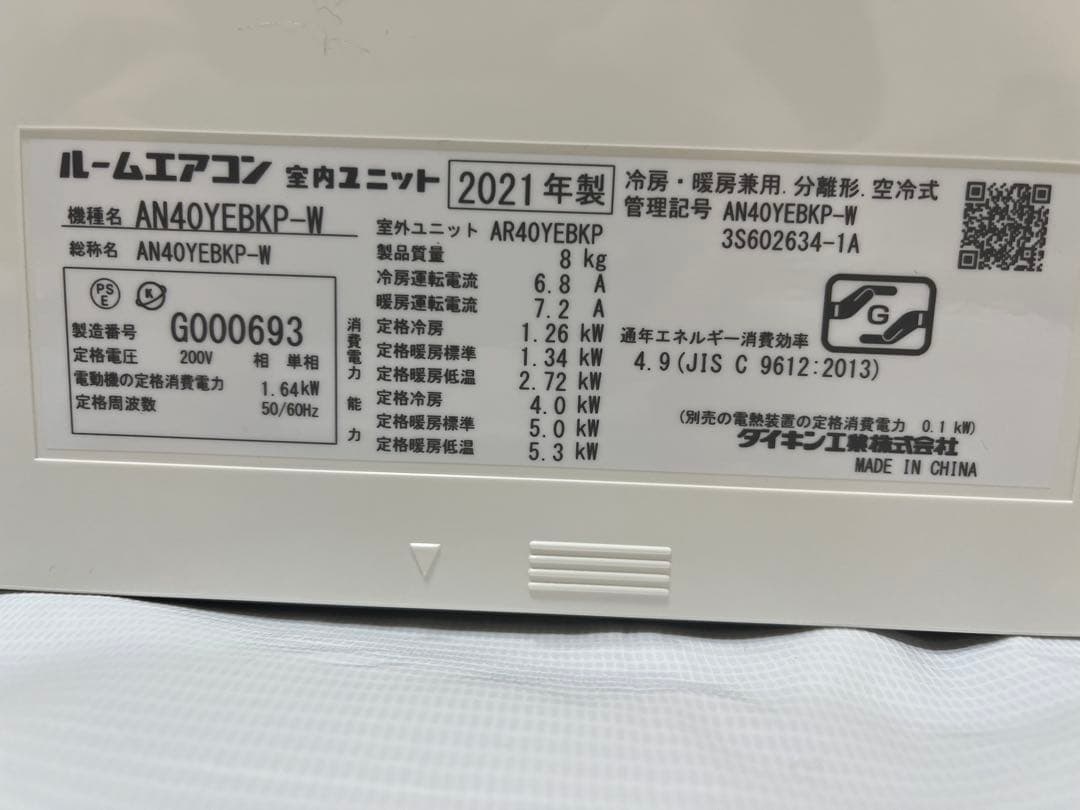 ルームエアコン 室内ユニット 2021年製 冷房・暖房兼用.分離形.空冷式
機種名 AN40YEBKP-W
総称名 AN40YEBKP-W
PS
E
K
製造番号 G000693
定格電圧 200V 相 単相
電動機の定格消費電力 1.64kW
定格周波数 50/60Hz
室外ユニット AR40YEBKP
製品質量 8 kg
冷房運転電流 6.8 A
暖房運転電流 7.2 A
消費電力
定格冷房 1.26 kW
定格暖房標準 1.34 kW
定格暖房低温 2.72 kW
能力
定格冷房 4.0 kW
定格暖房標準 5.0 kW
定格暖房低温 5.3 kW
管理記号 AN40YEBKP-W
3S602634-1A
G
通年エネルギー消費効率
4.9(JIS C 9612:2013)
(別売の電熱装置の定格消費電力 0.1 kW)
ダイキン工業株式会社
MADE IN CHINA